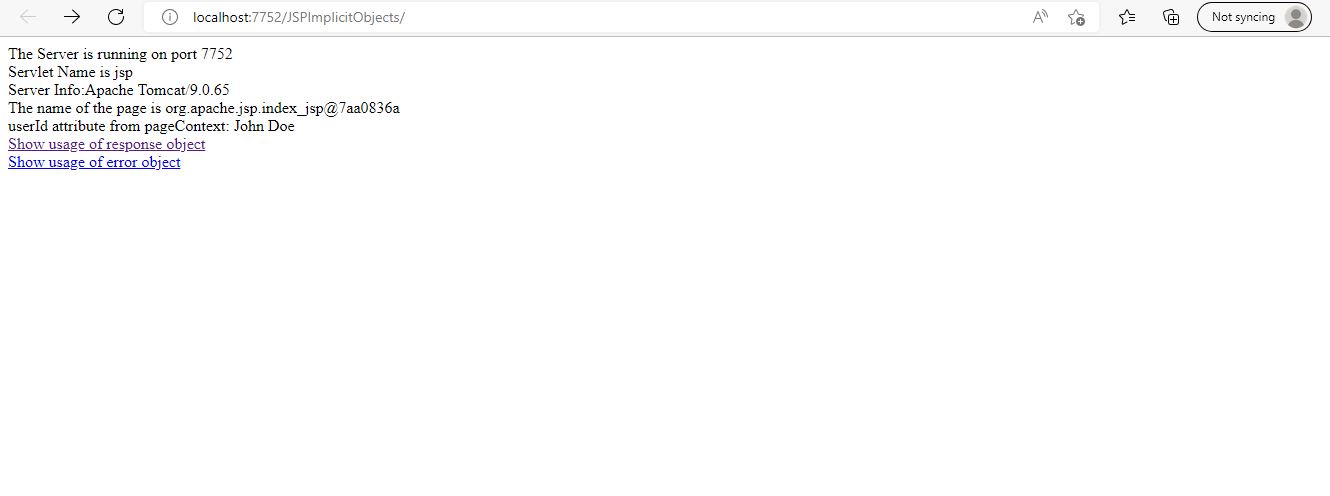 localhost:7752/JSPImplicitObjects/
Not syncing
The Server is running on port 7752
Servlet Name is jsp
Server Info:Apache Tomcat/9.0.65
The name of the page is org.apache.jsp.index_jsp@7aa0836a
userId attribute from pageContext: John Doe
Show usage of response object
Show usage of error object